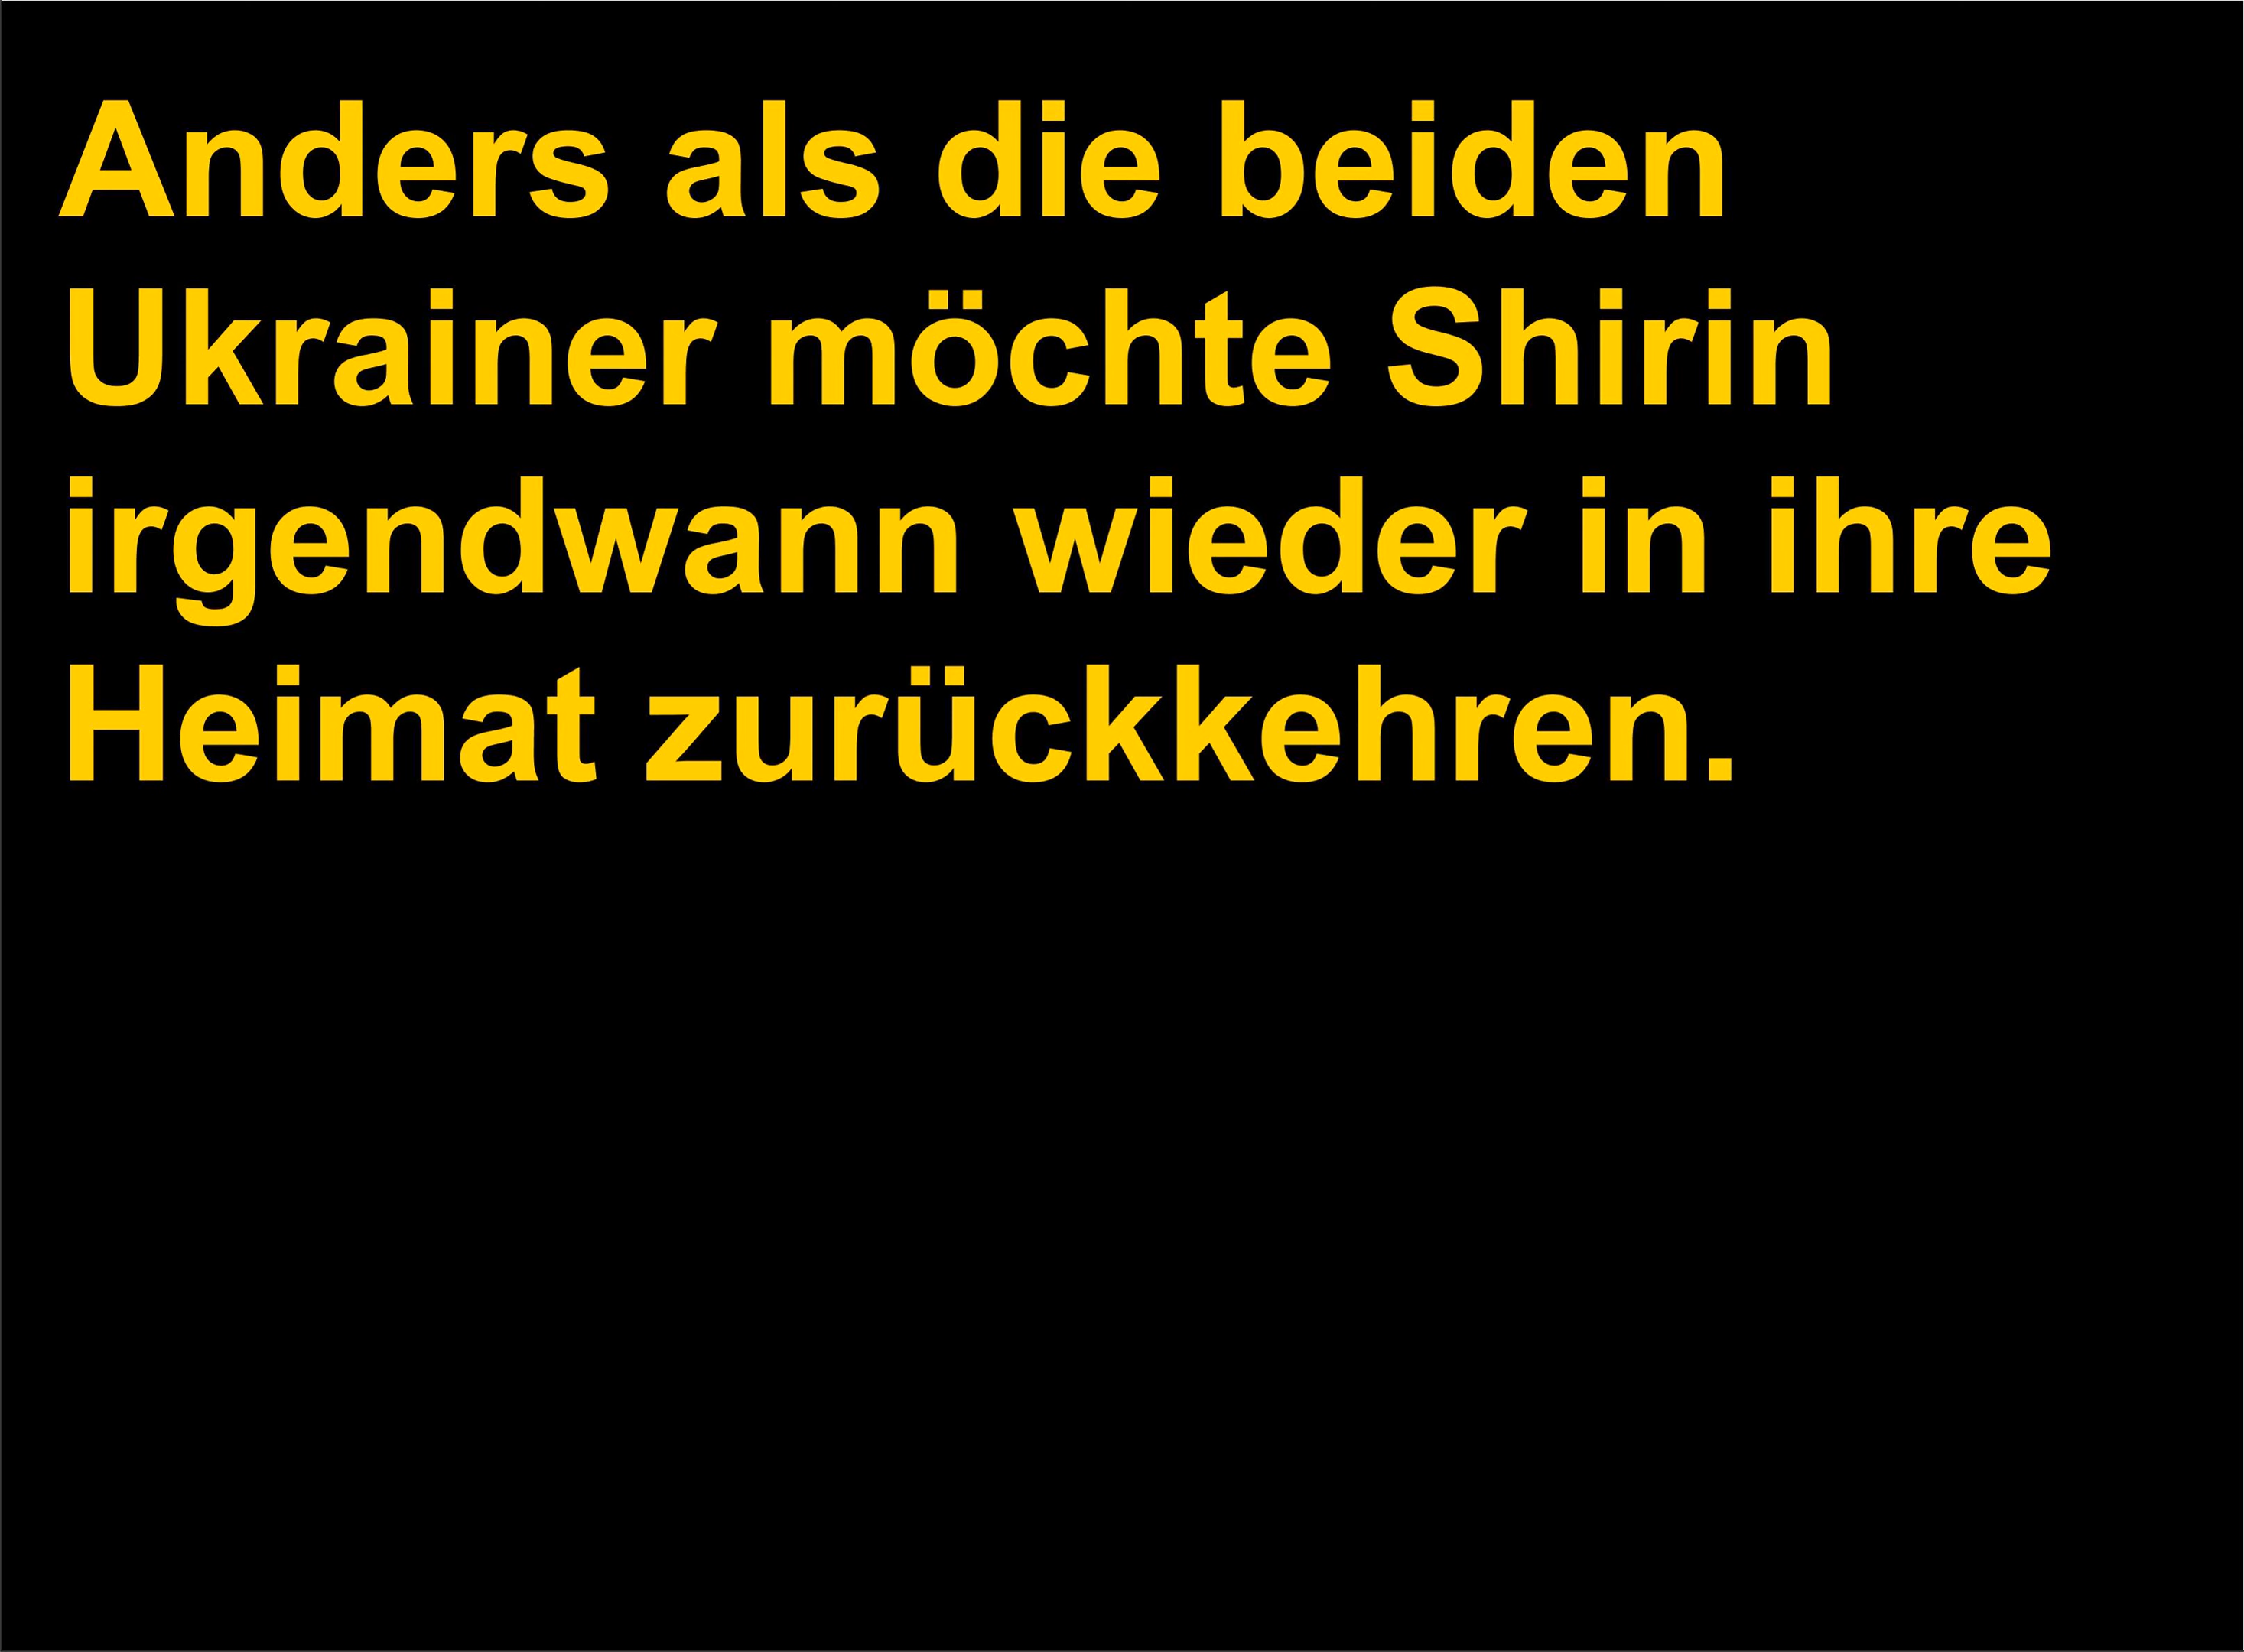 Anders als die beiden
Ukrainer möchte Shirin
irgendwann wieder in ihre
Heimat zurückkehren.